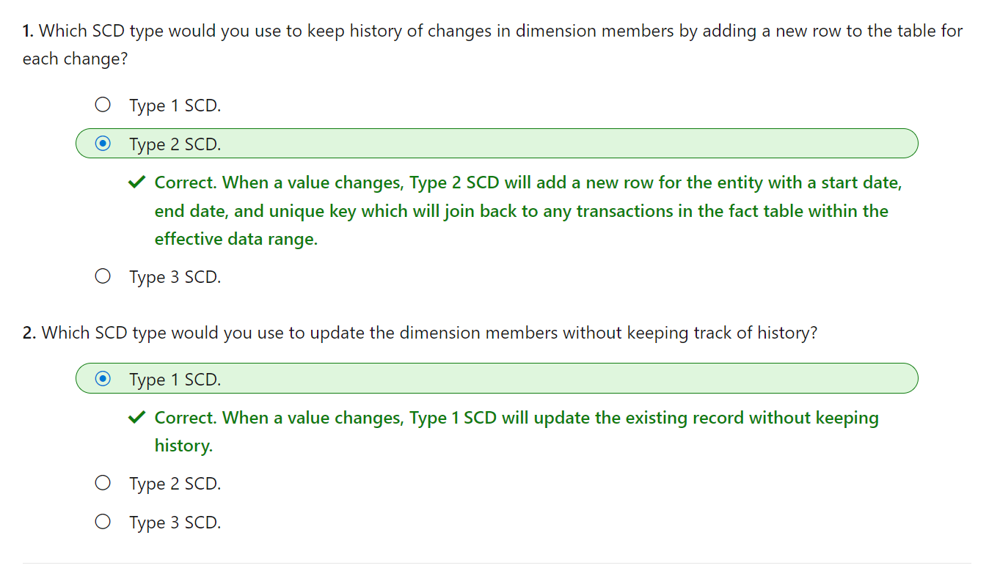 1. Which SCD type would you use to keep history of changes in dimension members by adding a new row to the table for
each change?
Type 1 SCD.
Type 2 SCD.
Correct. When a value changes, Type 2 SCD will add a new row for the entity with a start date,
end date, and unique key which will join back to any transactions in the fact table within the
effective data range.
Type 3 SCD.
2. Which SCD type would you use to update the dimension members without keeping track of history?
Type 1 SCD.
Correct. When a value changes, Type 1 SCD will update the existing record without keeping
history.
Type 2 SCD.
Type 3 SCD.